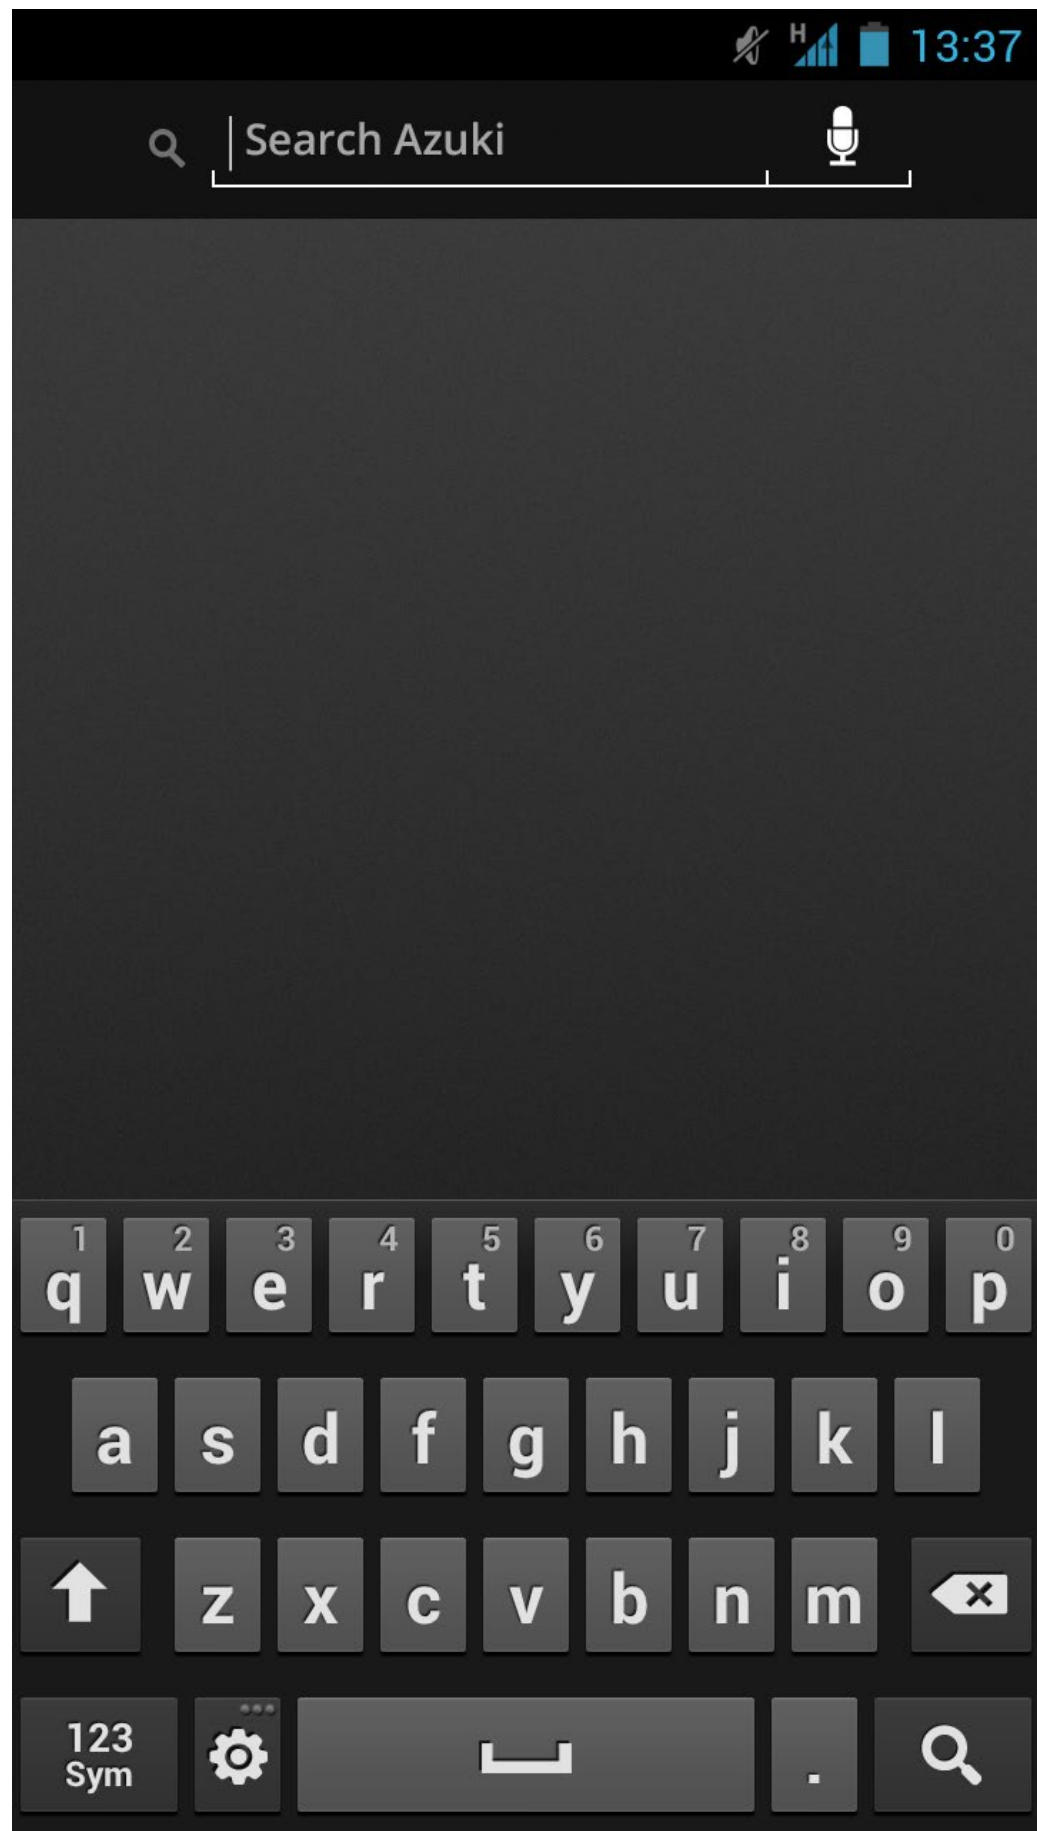 H 13:37
Search Azuki
1 2 3 4 5 6 7 8 9 0
q w e r t y u i o p
a s d f g h j k l
z x c v b n m
123
Sym .